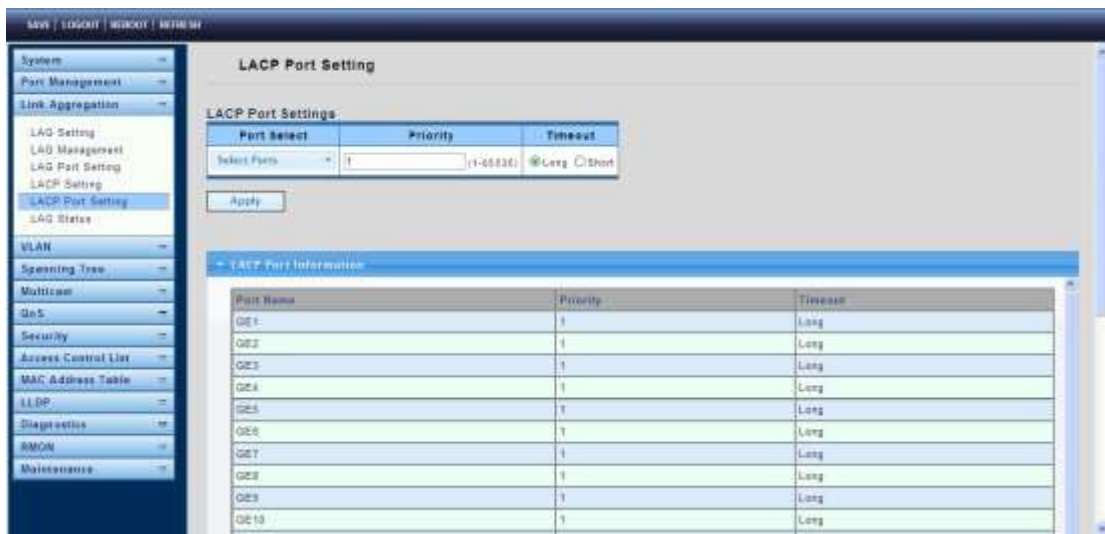 SAVE | LOGOUT | REBOOT | REFRESH
System
Port Management
Link Aggregation
LAG Setting
LAG Management
LAG Port Setting
LACP Setting
LACP Port Setting
LAG Status
VLAN
Spanning Tree
Multicast
QoS
Security
Access Control List
MAC Address Table
LLDP
Diagnostics
RMON
Maintenance
LACP Port Setting
LACP Port Settings
Port Select Priority Timeout
Select Ports 1 (1-65535) Long Short
Apply
LACP Port Information
Port Name Priority Timeout
GE1 1 Long
GE2 1 Long
GE3 1 Long
GE4 1 Long
GE5 1 Long
GE6 1 Long
GE7 1 Long
GE8 1 Long
GE9 1 Long
GE10 1 Long